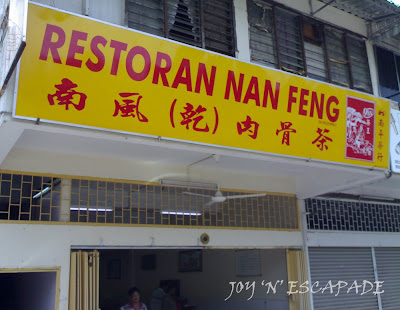 RESTORAN NAN FENG
南風(乾)肉骨茶
JOY 'N' ESCAPADE